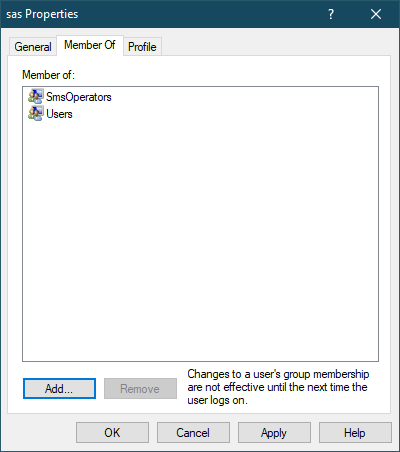 sas Properties
?
General
Member Of
Profile
Member of:
SmsOperators
Users
Add...
Remove
Changes to a user's group membership
are not effective until the next time the
user logs on.
OK
Cancel
Apply
Help